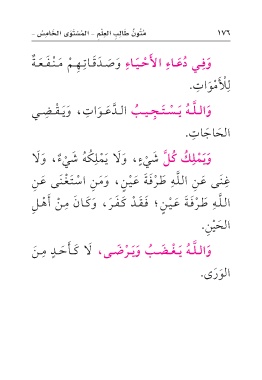 ١٧٦ مُتُونُ طَالِبِ العِلْمِ - المُسْتَوَى الخَامِسُ -
وَفِي دُعَاءِ الأَحْيَاءِ وَصَدَقَاتِهِمْ مَنْفَعَةٌ
لِلْأَمْوَاتِ.
وَاللَّهُ يَسْتَجِيبُ الدَّعَوَاتِ، وَيَقْضِي
الحَاجَاتِ.
وَيَمْلِكُ كُلَّ شَيْءٍ، وَلَا يَمْلِكُهُ شَيْءٌ، وَلَا
غِنَى عَنِ اللَّهِ طَرْفَةَ عَيْنٍ، وَمَنِ اسْتَغْنَى عَنِ
اللَّهِ طَرْفَةَ عَيْنٍ؛ فَقَدْ كَفَرَ، وَكَانَ مِنْ أَهْلِ
الحَيْنِ.
وَاللَّهُ يَغْضَبُ وَيَرْضَى، لَا كَأَحَدٍ مِنَ
الوَرَى.